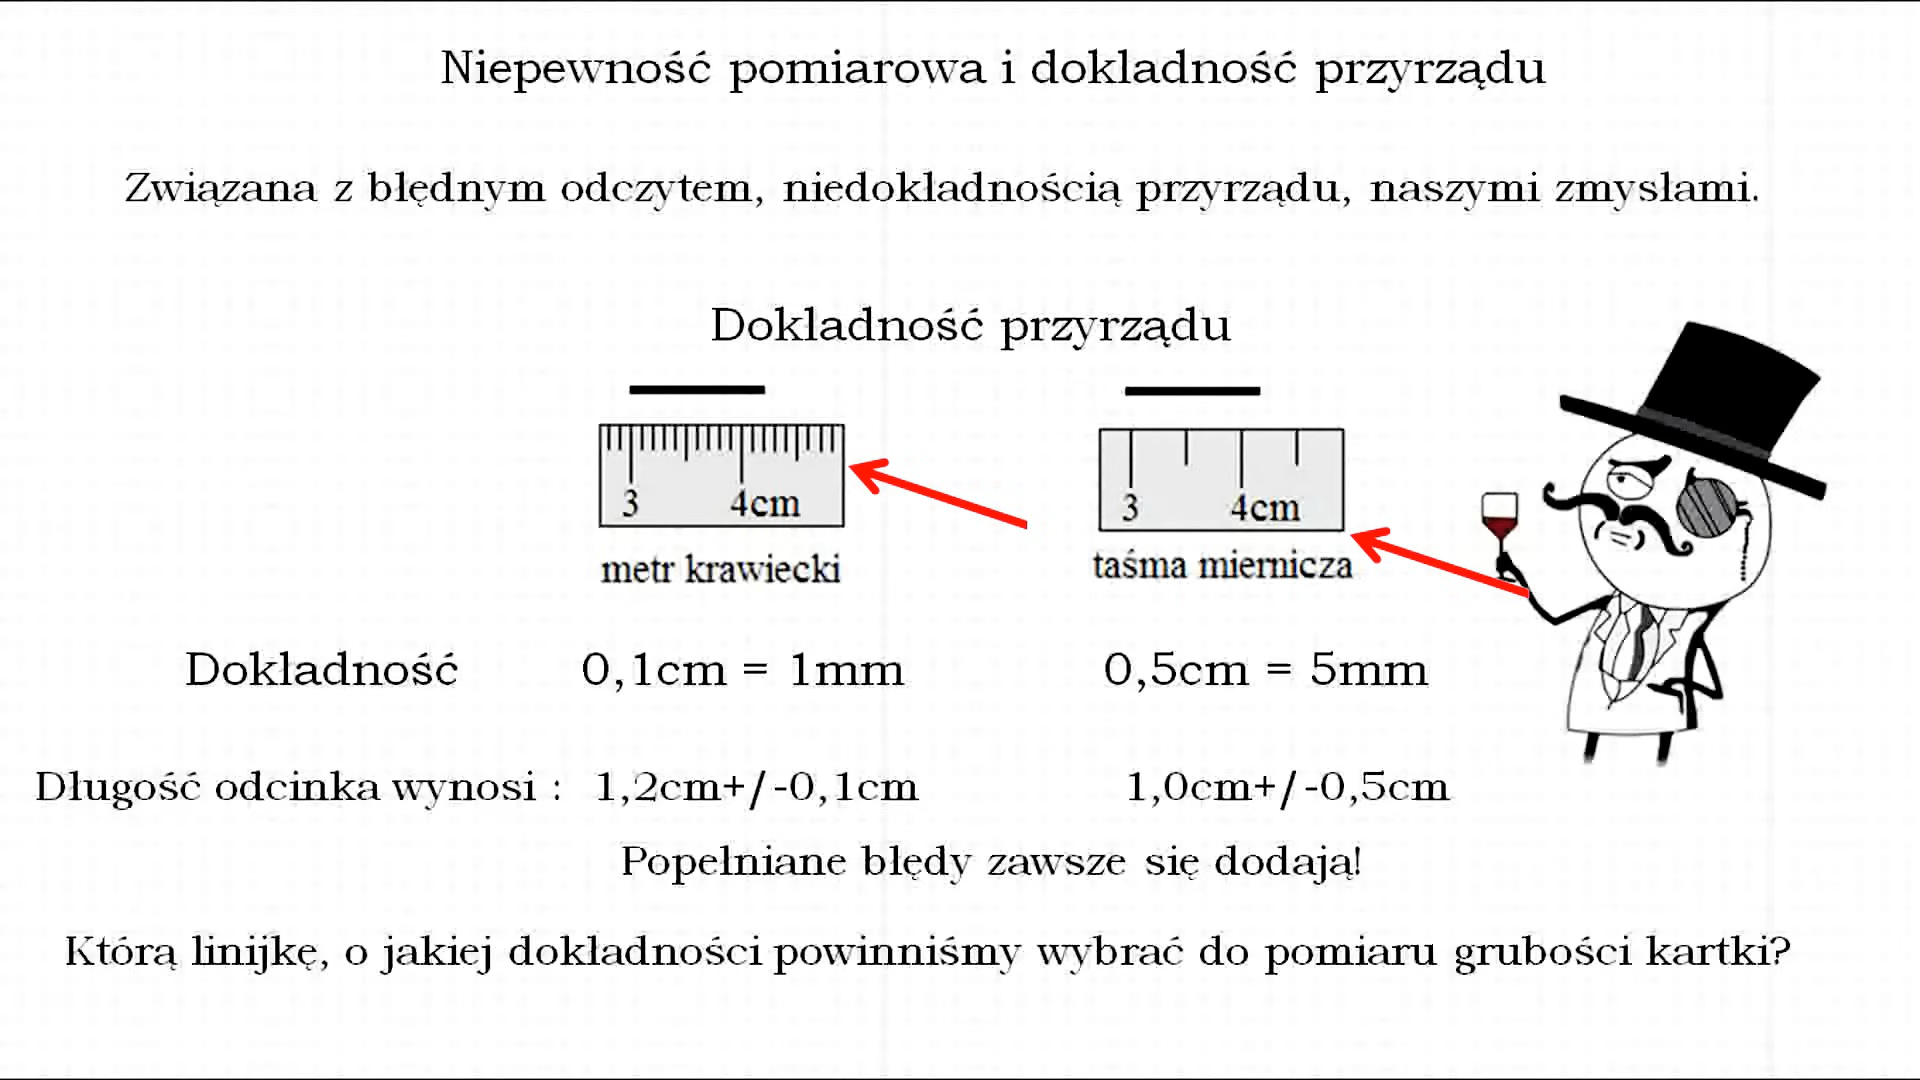 Niepewność pomiarowa i dokladność przyrządu
Związana z błędnym odczytem, niedokładnością przyrządu, naszymi zmysłami.
Dokladność przyrządu
3 4cm
3 4cm
metr krawiecki
taśma miernicza
Dokładność 0,1cm = 1mm 0,5cm = 5mm
Długość odcinka wynosi : 1,2cm+/-0,1cm 1,0cm+/-0,5cm
Popełniane błędy zawsze się dodają!
Którą linijkę, o jakiej dokładności powinniśmy wybrać do pomiaru grubości kartki?